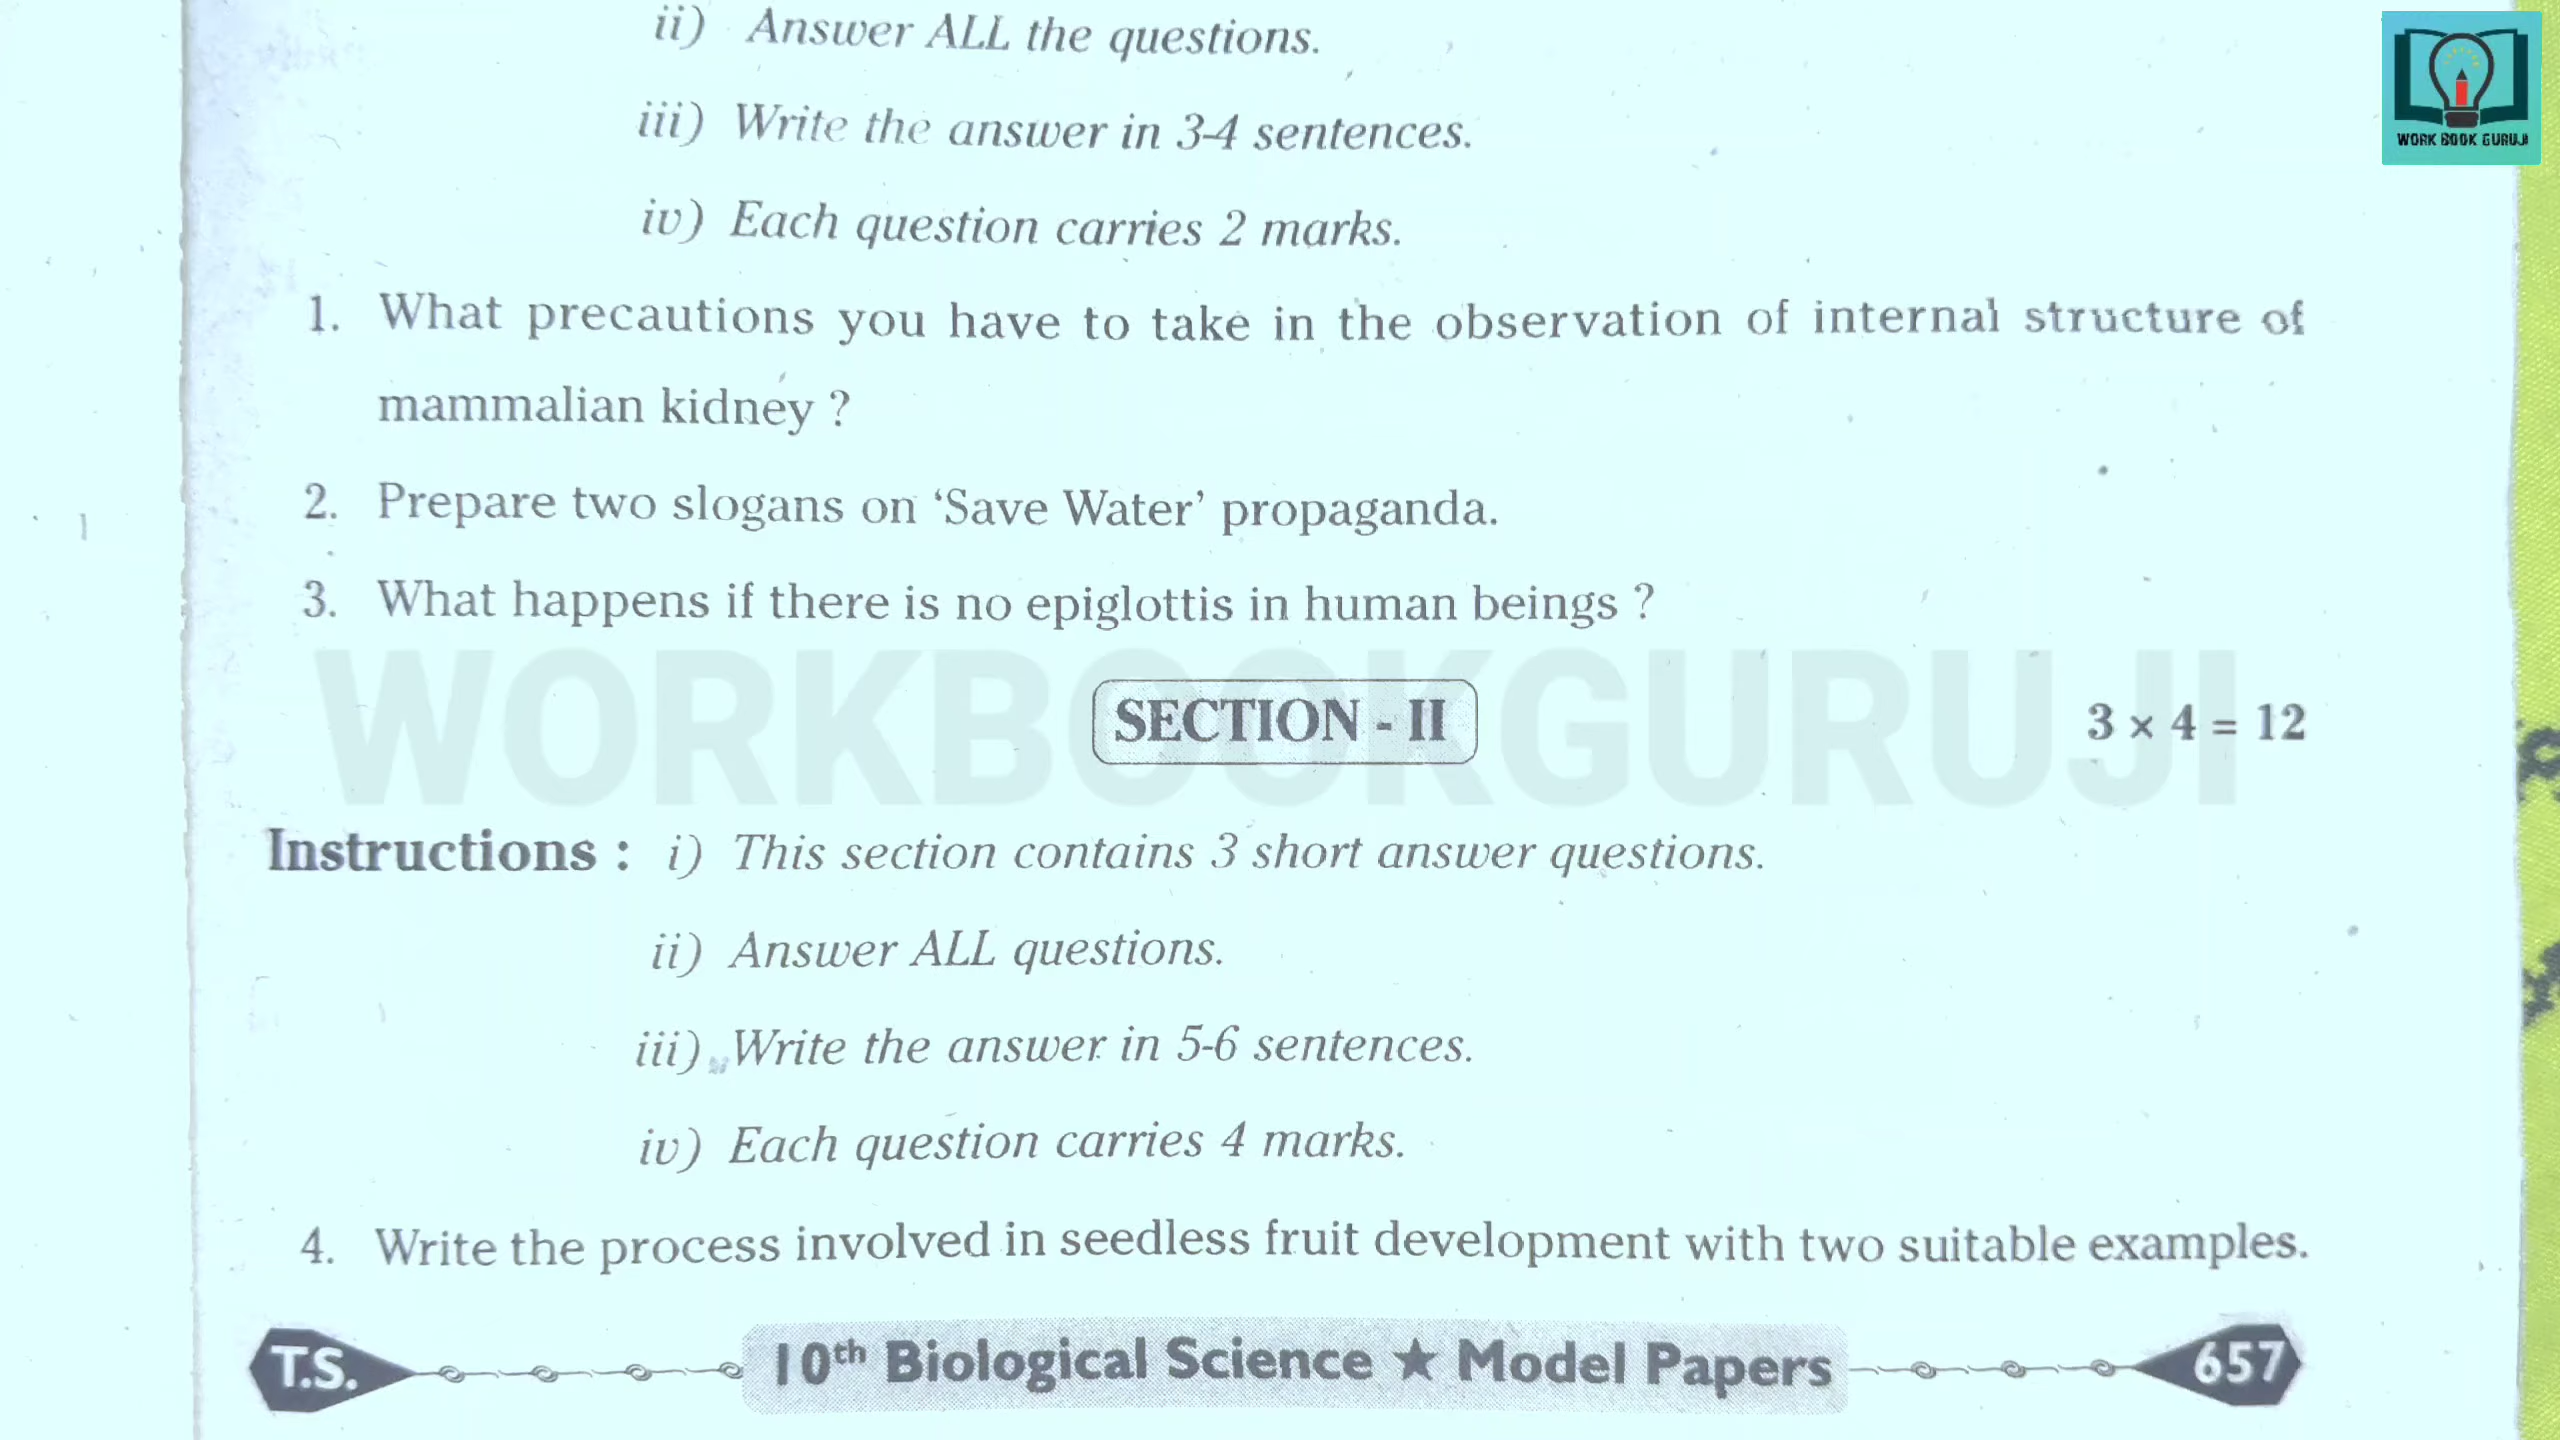 ii) Answer ALL the questions.
WORK BOOK GURUJI
iii) Write the answer in 3-4 sentences.
iv) Each question carries 2 marks.
1. What precautions you have to take in the observation of internal structure of
mammalian kidney ?
2. Prepare two slogans on ‘Save Water’ propaganda.
3. What happens if there is no epiglottis in human beings ?
WORKBOOKGURUJI
SECTION - II 3 × 4 = 12
Instructions : i) This section contains 3 short answer questions.
ii) Answer ALL questions.
iii) Write the answer in 5-6 sentences.
iv) Each question carries 4 marks.
4. Write the process involved in seedless fruit development with two suitable examples.
T.S. 10th Biological Science ★ Model Papers 657